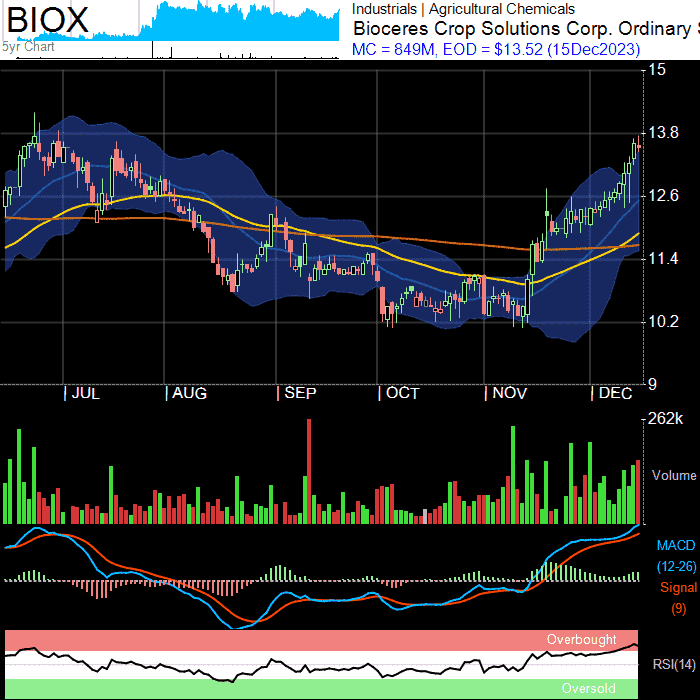 BIOX
5yr Chart
Industrials | Agricultural Chemicals
Bioceres Crop Solutions Corp. Ordinary S
MC = 849M, EOD = $13.52 (15Dec2023)
15
13.8
12.6
11.4
10.2
9
| JUL | AUG | SEP | OCT | NOV | DEC
262k
Volume
MACD
(12-26)
Signal
(9)
Overbought
RSI(14)
Oversold